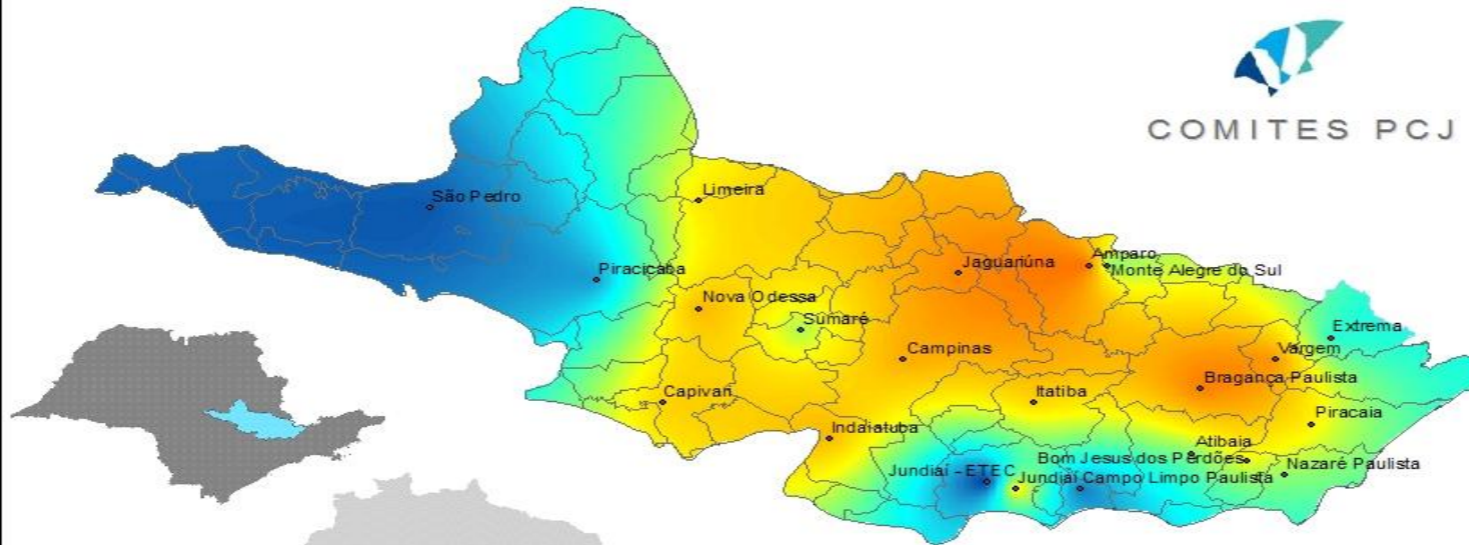 COMITES PCJ
São Pedro
Limeira
Piracicaba
Jaguariúna
Amparo
Monte Alegre do Sul
Nova Odessa
Sumaré
Extrema
Campinas
Vargem
Bragança Paulista
Capivari
Itatiba
Piracaia
Indaiatuba
Atibaia
Bom Jesus dos Perdões
Nazaré Paulista
Jundiaí - ETEC
Jundiaí Campo Limpo Paulista